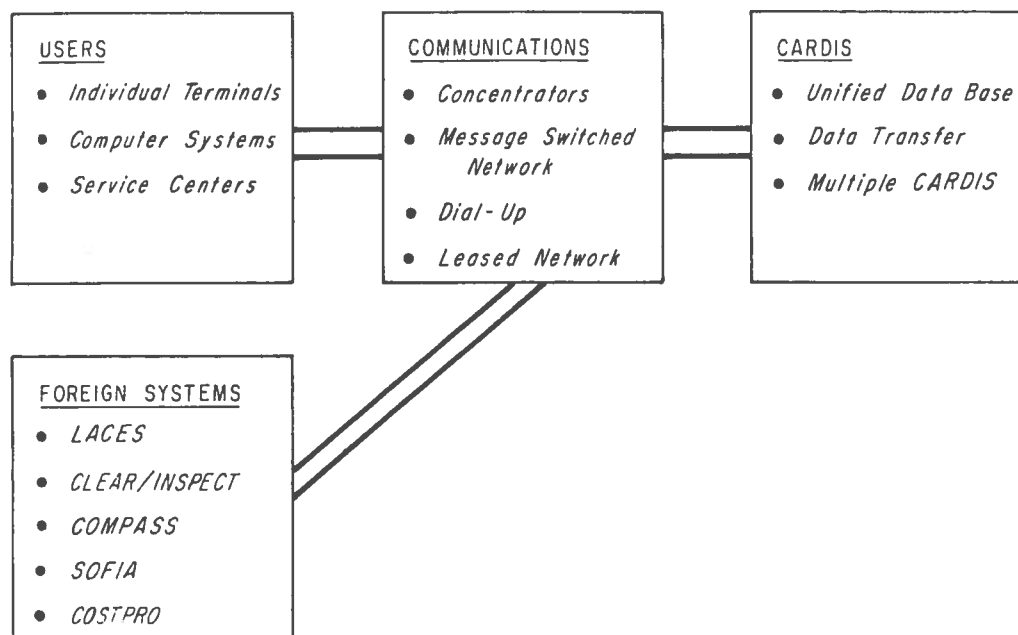 USERS
• Individual Terminals
• Computer Systems
• Service Centers
COMMUNICATIONS
• Concentrators
• Message Switched
Network
• Dial-Up
• Leased Network
CARDIS
• Unified Data Base
• Data Transfer
• Multiple CARDIS
FOREIGN SYSTEMS
• LACES
• CLEAR/INSPECT
• COMPASS
• SOFIA
• COSTPRO